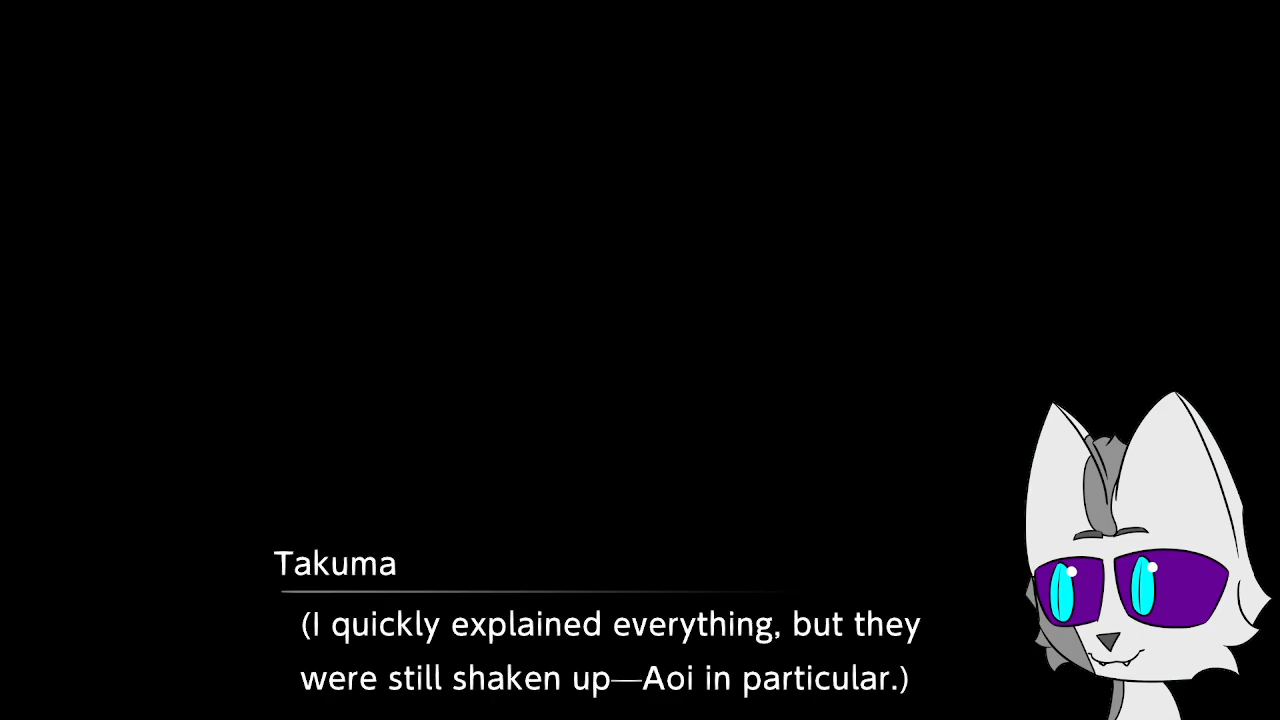 Takuma
(I quickly explained everything, but they
were still shaken up—Aoi in particular.)